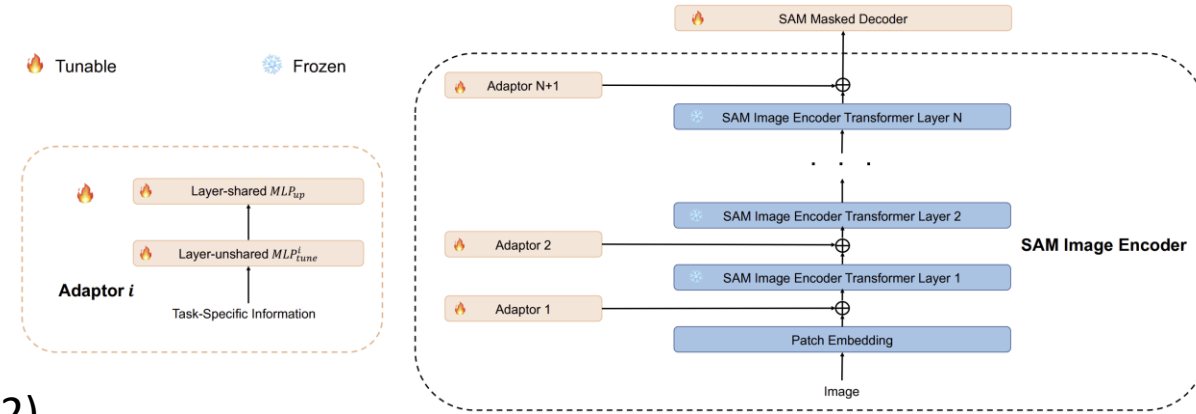 Tunable
Frozen
Layer-shared MLP_up
Layer-unshared MLP^i_tune
Adaptor i
Task-Specific Information
SAM Masked Decoder
Adaptor N+1
SAM Image Encoder Transformer Layer N
. . .
SAM Image Encoder Transformer Layer 2
Adaptor 2
SAM Image Encoder
SAM Image Encoder Transformer Layer 1
Adaptor 1
Patch Embedding
Image
2)